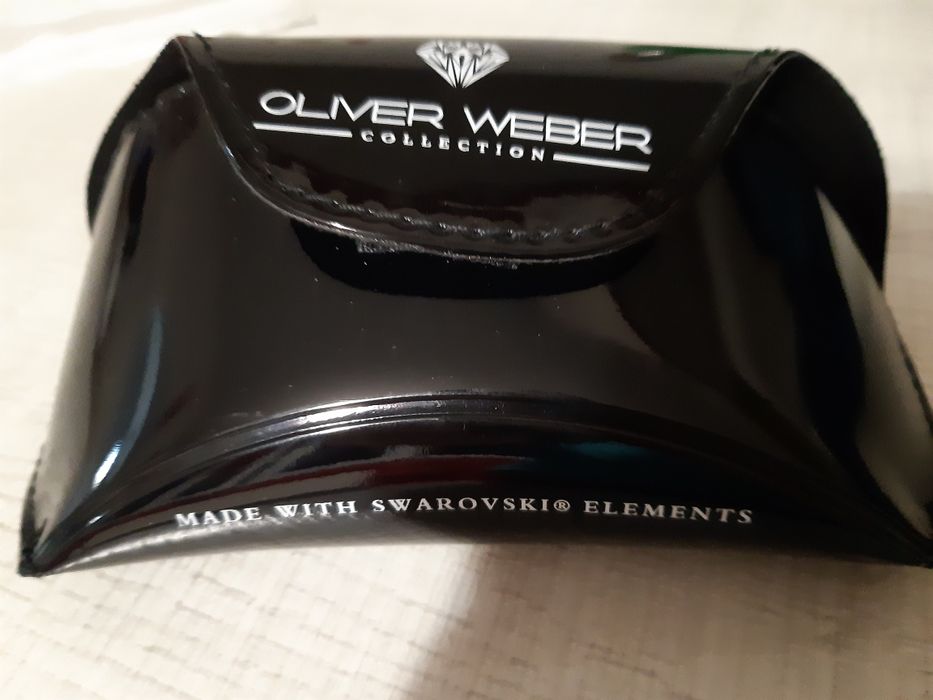 OLIVER WEBER
COLLECTION
MADE WITH SWAROVSKI® ELEMENTS